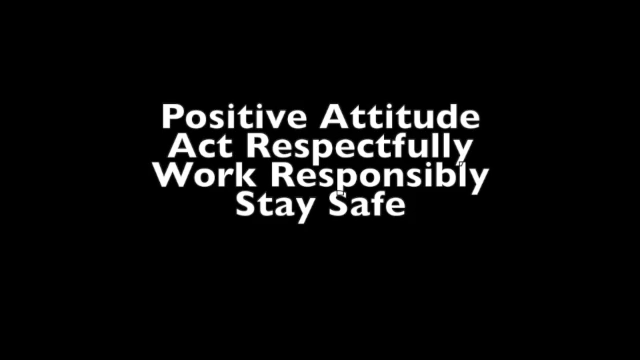 Positive Attitude
Act Respectfully
Work Responsibly
Stay Safe